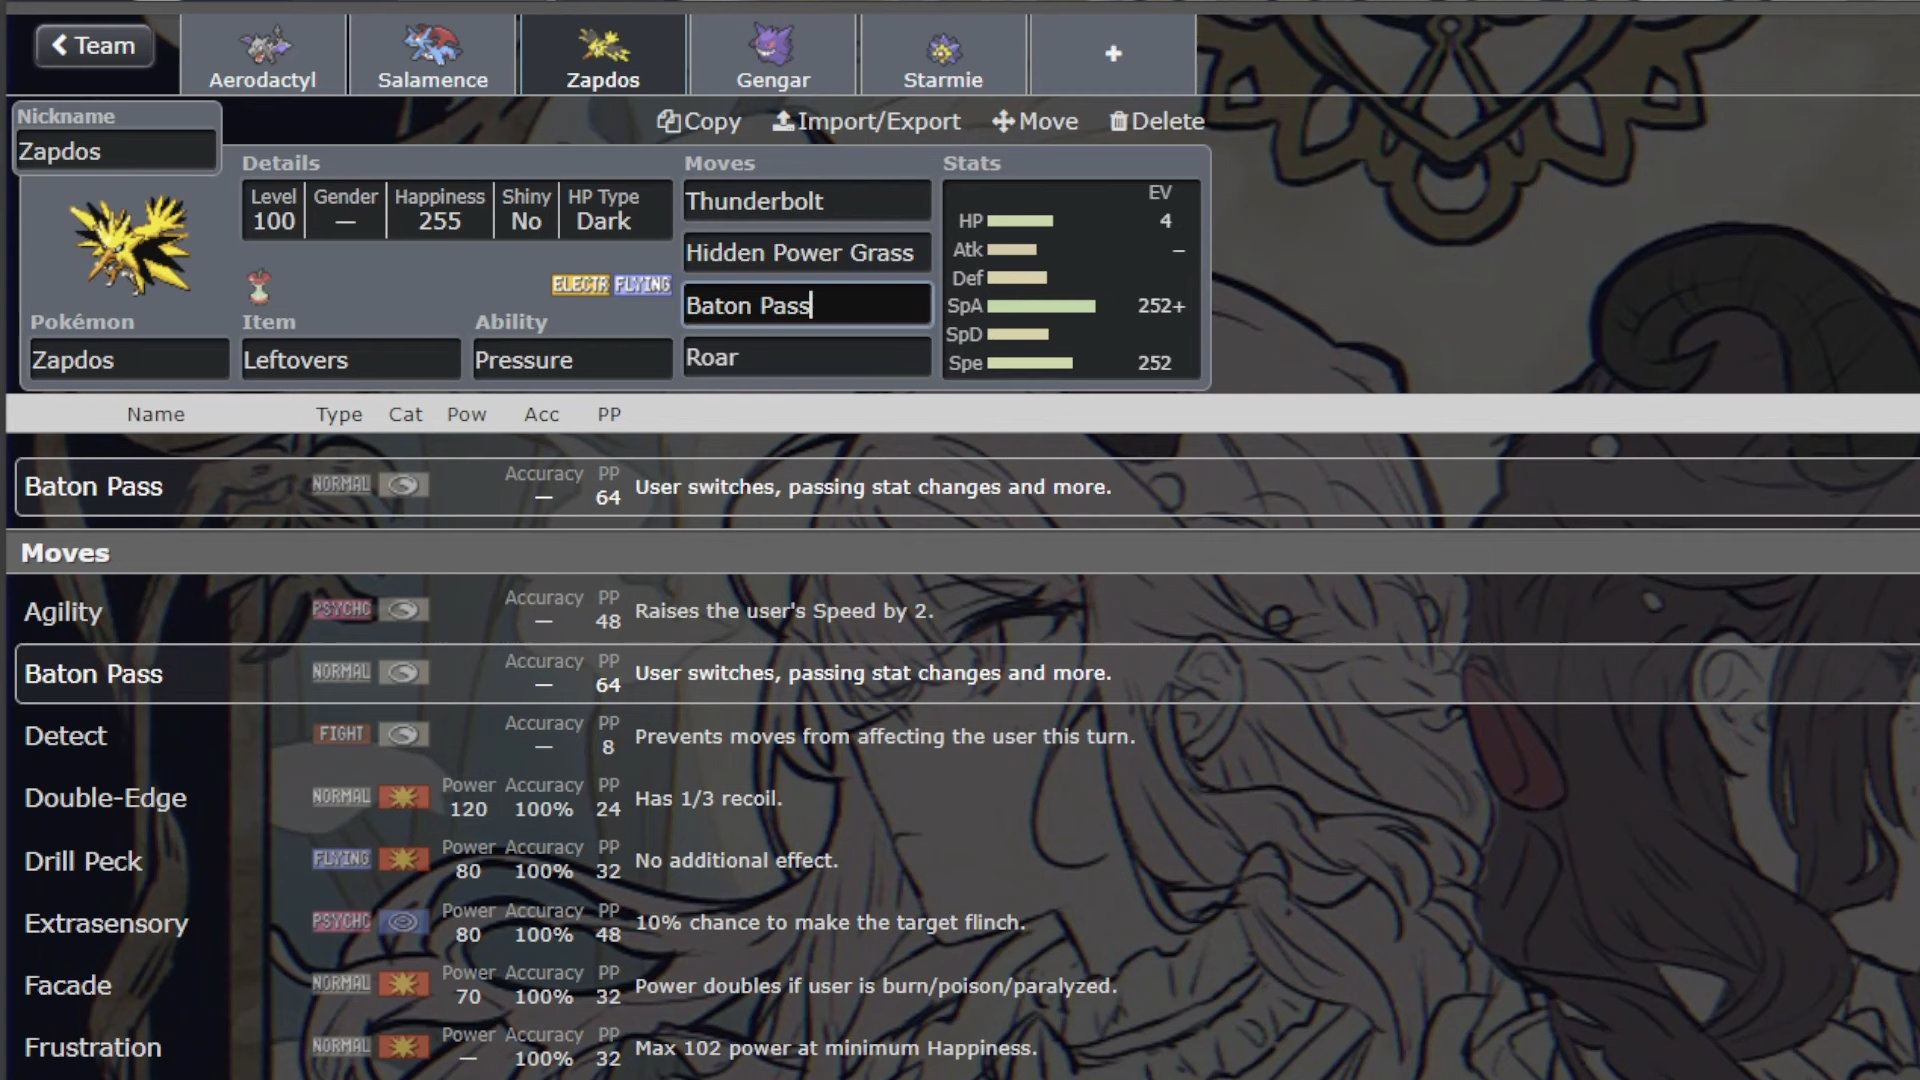 Team
Aerodactyl
Salamence
Zapdos
Gengar
Starmie
+
Nickname
Zapdos
Copy
Import/Export
Move
Delete
Details
Moves
Stats
Level
Gender
Happiness
Shiny
HP Type
100
—
255
No
Dark
ELECTR
FLYING
Pokémon
Item
Ability
Zapdos
Leftovers
Pressure
Thunderbolt
Hidden Power Grass
Baton Pass
Roar
EV
HP 4
Atk –
Def
SpA 252+
SpD
Spe 252
Name Type Cat Pow Acc PP
Baton Pass NORMAL Accuracy — PP 64 User switches, passing stat changes and more.
Moves
Agility PSYCHC Accuracy — PP 48 Raises the user's Speed by 2.
Baton Pass NORMAL Accuracy — PP 64 User switches, passing stat changes and more.
Detect FIGHT Accuracy — PP 8 Prevents moves from affecting the user this turn.
Double-Edge NORMAL Power 120 Accuracy 100% PP 24 Has 1/3 recoil.
Drill Peck FLYING Power 80 Accuracy 100% PP 32 No additional effect.
Extrasensory PSYCHC Power 80 Accuracy 100% PP 48 10% chance to make the target flinch.
Facade NORMAL Power 70 Accuracy 100% PP 32 Power doubles if user is burn/poison/paralyzed.
Frustration NORMAL Power — Accuracy 100% PP 32 Max 102 power at minimum Happiness.